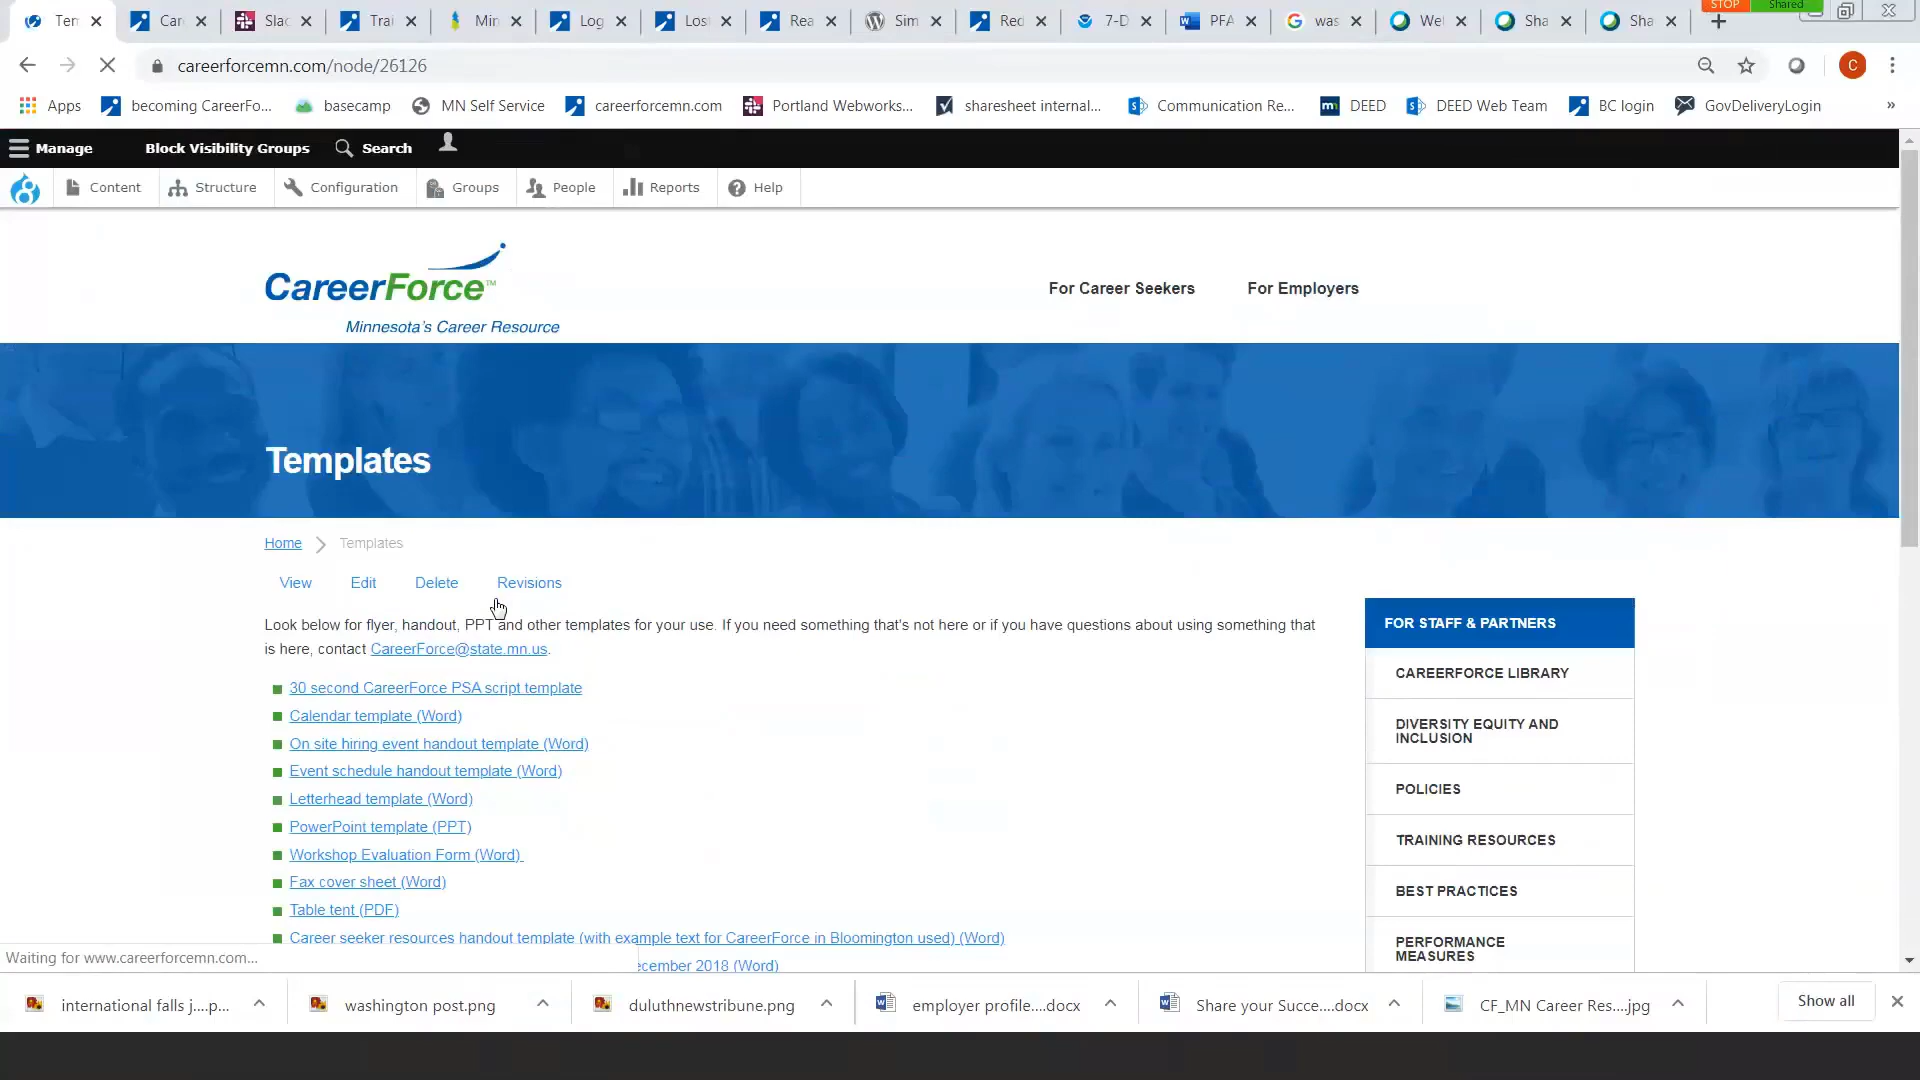 Ter
Car
Slac
Trai
Min
Log
Lost
Rea
Sim
Red
7-D
PFA
was
Wel
Sha
Sha
STOP
Shared
careerforcemn.com/node/26126
C
Apps
becoming CareerFo...
basecamp
MN Self Service
careerforcemn.com
Portland Webworks...
sharesheet internal...
Communication Re...
DEED
DEED Web Team
BC login
GovDeliveryLogin
»
Manage
Block Visibility Groups
Search
Content
Structure
Configuration
Groups
People
Reports
Help
CareerForce™
Minnesota's Career Resource
For Career Seekers
For Employers
Templates
Home
Templates
View
Edit
Delete
Revisions
Look below for flyer, handout, PPT and other templates for your use. If you need something that's not here or if you have questions about using something that
is here, contact CareerForce@state.mn.us.
30 second CareerForce PSA script template
Calendar template (Word)
On site hiring event handout template (Word)
Event schedule handout template (Word)
Letterhead template (Word)
PowerPoint template (PPT)
Workshop Evaluation Form (Word)
Fax cover sheet (Word)
Table tent (PDF)
Career seeker resources handout template (with example text for CareerForce in Bloomington used) (Word)
ecember 2018 (Word)
FOR STAFF & PARTNERS
CAREERFORCE LIBRARY
DIVERSITY EQUITY AND
INCLUSION
POLICIES
TRAINING RESOURCES
BEST PRACTICES
PERFORMANCE
MEASURES
Waiting for www.careerforcemn.com...
international falls j....p...
washington post.png
duluthnewstribune.png
employer profile....docx
Share your Succe....docx
CF_MN Career Res....jpg
Show all